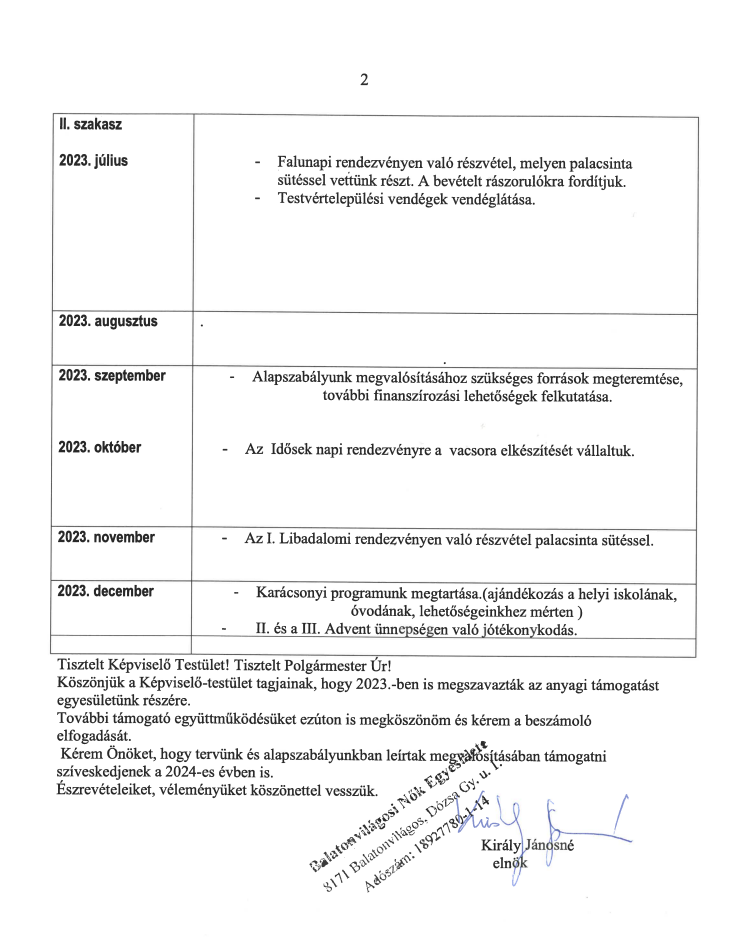 2
II. szakasz
2023. július
- Falunapi rendezvényen való részvétel, melyen palacsinta
sütéssel vettünk részt. A bevételt rászorulókra fordítjuk.
- Testvértelepülési vendégek vendéglátása.
2023. augusztus
.
2023. szeptember
- Alapszabályunk megvalósításához szükséges források megteremtése,
további finanszírozási lehetőségek felkutatása.
2023. október
- Az Idősek napi rendezvényre a vacsora elkészítését vállaltuk.
2023. november
- Az I. Libadalomi rendezvényen való részvétel palacsinta sütéssel.
2023. december
- Karácsonyi programunk megtartása.(ajándékozás a helyi iskolának,
óvodának, lehetőségeinkhez mérten )
- II. és a III. Advent ünnepségen való jótékonykodás.
Tisztelt Képviselő Testület! Tisztelt Polgármester Úr!
Köszönjük a Képviselő-testület tagjainak, hogy 2023.-ben is megszavazták az anyagi támogatást
egyesületünk részére.
További támogató együttműködésüket ezúton is megköszönöm és kérem a beszámoló
elfogadását.
Kérem Önöket, hogy tervünk és alapszabályunkban leírtak megvalósításában támogatni
szíveskedjenek a 2024-es évben is.
Észrevételeiket, véleményüket köszönettel vesszük.
Balatonvilágosi Nők Egyesülete
8171 Balatonvilágos, Dózsa Gy. u. 1.
Adószám: 18927780-1-14
Király Jánosné
elnök